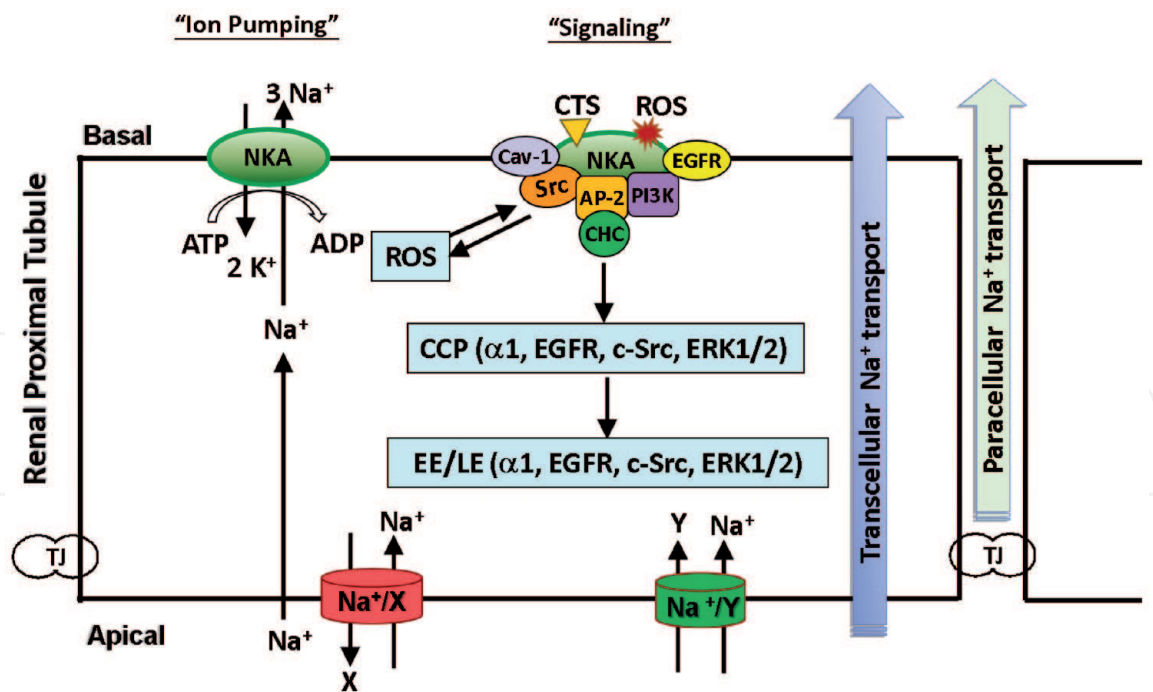 “Ion Pumping”
“Signaling”
3 Na⁺
CTS
ROS
Basal
NKA
Cav-1
NKA
EGFR
Src
AP-2
PI3K
CHC
ATP
ADP
2 K⁺
ROS
Na⁺
CCP (α1, EGFR, c-Src, ERK1/2)
EE/LE (α1, EGFR, c-Src, ERK1/2)
Renal Proximal Tubule
Transcellular Na⁺ transport
Paracellular Na⁺ transport
TJ
TJ
Na⁺
Y
Na⁺
Na⁺/X
Na⁺/Y
Apical
Na⁺
X